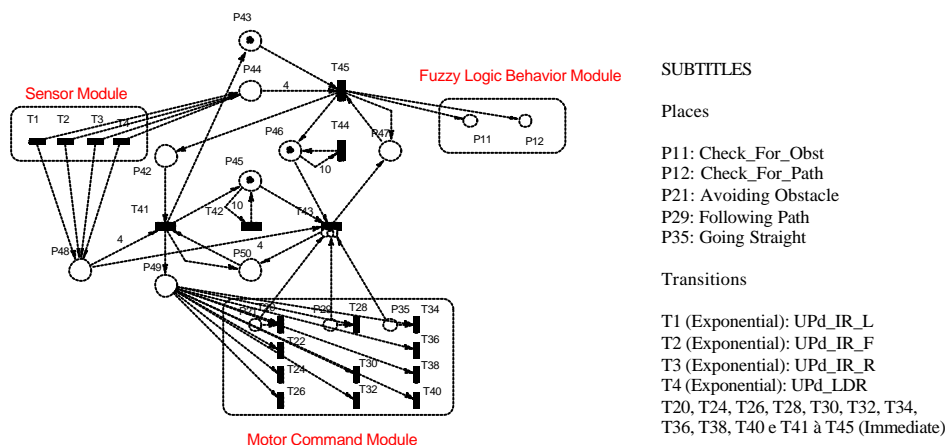 P43
P44
4
T45
Fuzzy Logic Behavior Module
Sensor Module
T1
T2
T3
T4
P11
P12
P46
T44
P47
10
P42
P45
T41
T42
10
T43
P48
4
P49
P50
4
P29
T28
P35
T34
T22
T36
T24
T30
T38
T26
T32
T40
Motor Command Module
SUBTITLES
Places
P11: Check_For_Obst
P12: Check_For_Path
P21: Avoiding Obstacle
P29: Following Path
P35: Going Straight
Transitions
T1 (Exponential): UPd_IR_L
T2 (Exponential): UPd_IR_F
T3 (Exponential): UPd_IR_R
T4 (Exponential): UPd_LDR
T20, T24, T26, T28, T30, T32, T34,
T36, T38, T40 e T41 à T45 (Immediate)